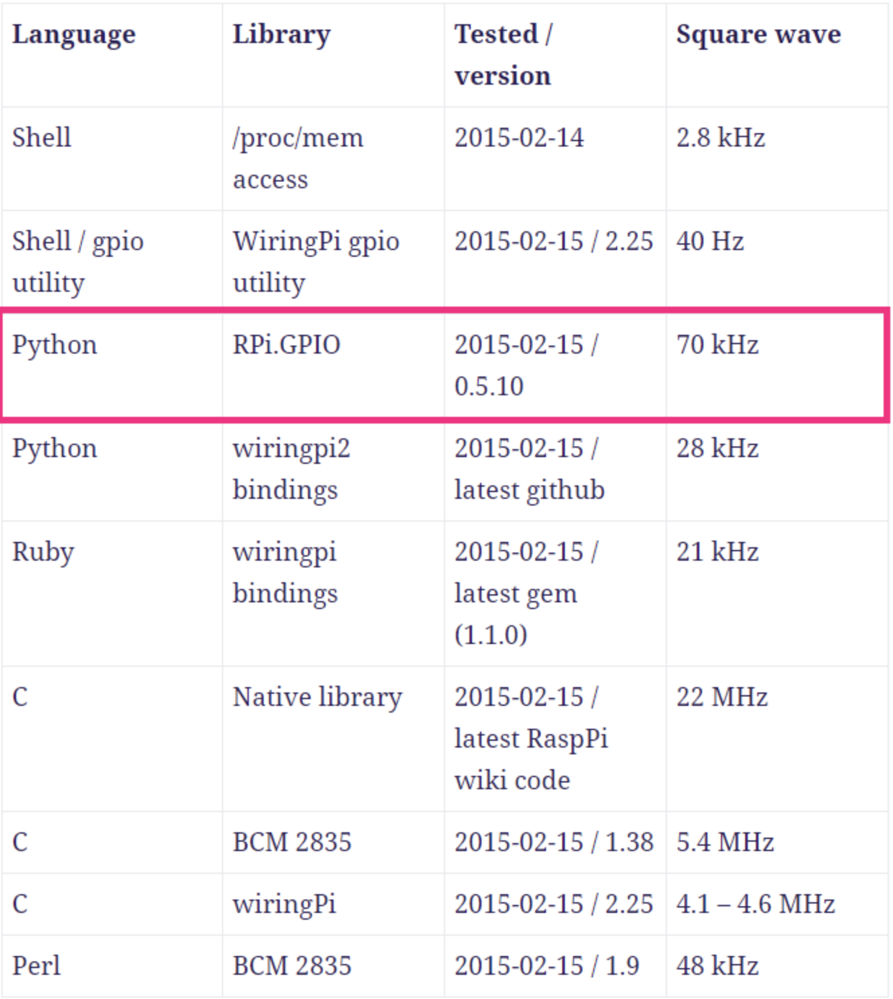 Language Library Tested / Square wave
version
Shell /proc/mem 2015-02-14 2.8 kHz
access
Shell / gpio WiringPi gpio 2015-02-15 / 2.25 40 Hz
utility utility
Python RPi.GPIO 2015-02-15 / 70 kHz
0.5.10
Python wiringpi2 2015-02-15 / 28 kHz
bindings latest github
Ruby wiringpi 2015-02-15 / 21 kHz
bindings latest gem
(1.1.0)
C Native library 2015-02-15 / 22 MHz
latest RaspPi
wiki code
C BCM 2835 2015-02-15 / 1.38 5.4 MHz
C wiringPi 2015-02-15 / 2.25 4.1 – 4.6 MHz
Perl BCM 2835 2015-02-15 / 1.9 48 kHz